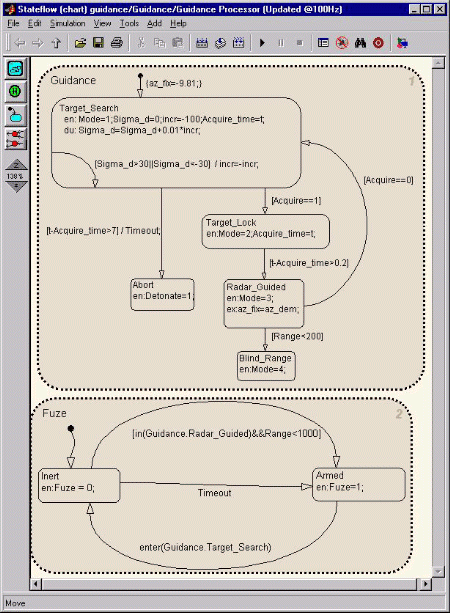 Stateflow (chart) guidance/Guidance/Guidance Processor (Updated @100Hz)
File Edit Simulation View Tools Add Help
138%
Guidance
1
{az_fix=-9.81;}
Target_Search
en: Mode=1;Sigma_d=0;incr=-100;Acquire_time=t;
du: Sigma_d=Sigma_d+0.01*incr;
[Sigma_d>30||Sigma_d<-30] / incr=-incr;
[Acquire==0]
[Acquire==1]
Target_Lock
en:Mode=2;Acquire_time=t;
[t-Acquire_time>7] / Timeout;
[t-Acquire_time>0.2]
Abort
en:Detonate=1;
Radar_Guided
en:Mode=3;
ex:az_fix=az_dem;
[Range<200]
Blind_Range
en:Mode=4;
Fuze
2
[in(Guidance.Radar_Guided)&&Range<1000]
Inert
en:Fuze = 0;
Timeout
Armed
en:Fuze=1;
enter(Guidance.Target_Search)
Move